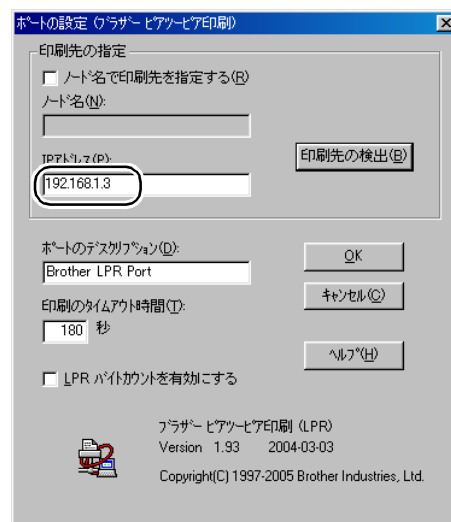 ﾎﾟｰﾄの設定 (ﾌﾞﾗｻﾞｰ ﾋﾟｱﾂｰﾋﾟｱ印刷)
印刷先の指定
ﾉｰﾄﾞ名で印刷先を指定する(R)
ﾉｰﾄﾞ名(N):
IPｱﾄﾞﾚｽ(P):
印刷先の検出(B)
192.168.1.3
ﾎﾟｰﾄのﾃﾞｽｸﾘﾌﾟｼｮﾝ(D):
Brother LPR Port
OK
印刷のﾀｲﾑｱｳﾄ時間(T):
ｷｬﾝｾﾙ(C)
180 秒
ﾍﾙﾌﾟ(H)
LPR ﾊﾞｲﾄｶｳﾝﾄを有効にする
ﾌﾞﾗｻﾞｰ ﾋﾟｱﾂｰﾋﾟｱ印刷 (LPR)
Version 1.93 2004-03-03
Copyright(C) 1997-2005 Brother Industries, Ltd.